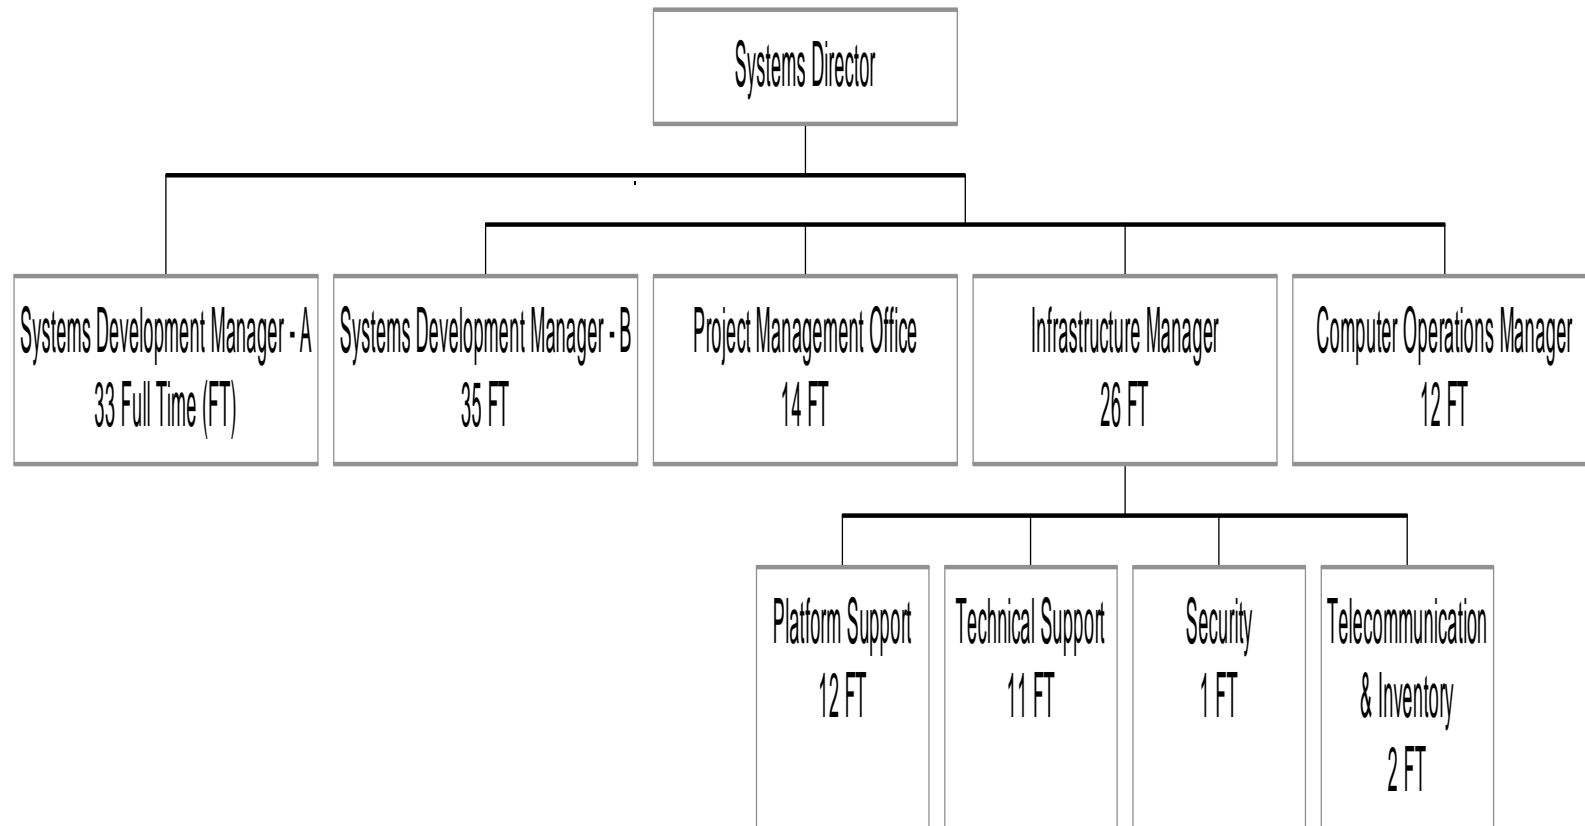 Systems Director
Systems Development Manager - A
33 Full Time (FT)
Systems Development Manager - B
35 FT
Project Management Office
14 FT
Infrastructure Manager
26 FT
Computer Operations Manager
12 FT
Platform Support
12 FT
Technical Support
11 FT
Security
1 FT
Telecommunication
& Inventory
2 FT